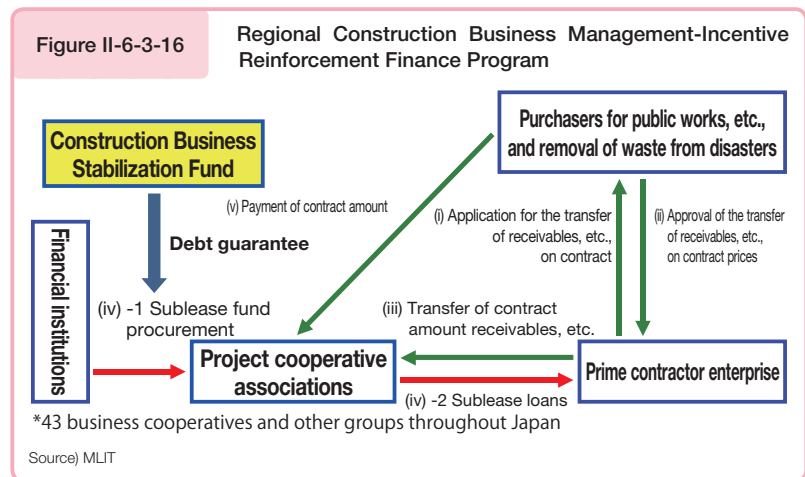 Figure II-6-3-16
Regional Construction Business Management-Incentive
Reinforcement Finance Program
Construction Business
Stabilization Fund
Purchasers for public works, etc.,
and removal of waste from disasters
(v) Payment of contract amount
Debt guarantee
(i) Application for the transfer
of receivables, etc.,
on contract
(ii) Approval of the transfer
of receivables, etc.,
on contract prices
Financial institutions
(iv) -1 Sublease fund
procurement
(iii) Transfer of contract
amount receivables, etc.
Project cooperative
associations
Prime contractor enterprise
(iv) -2 Sublease loans
*43 business cooperatives and other groups throughout Japan
Source) MLIT